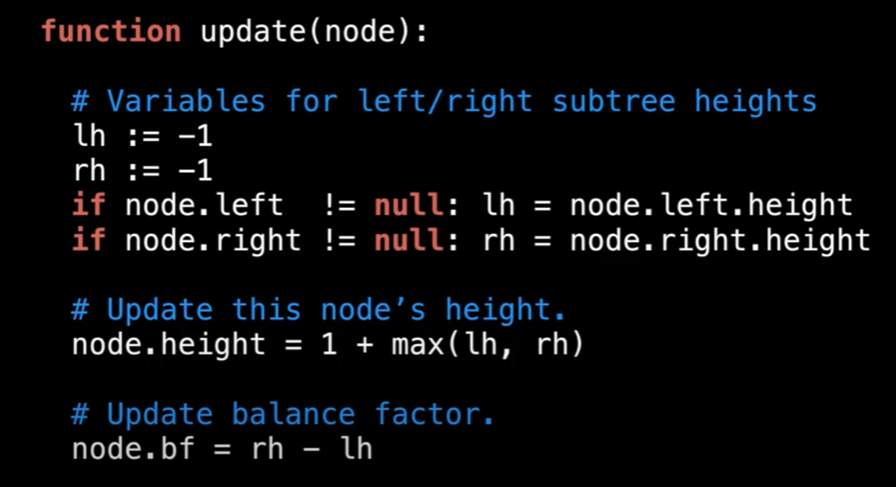 function update(node):
# Variables for left/right subtree heights
lh := −1
rh := −1
if node.left != null: lh = node.left.height
if node.right != null: rh = node.right.height
# Update this node’s height.
node.height = 1 + max(lh, rh)
# Update balance factor.
node.bf = rh − lh